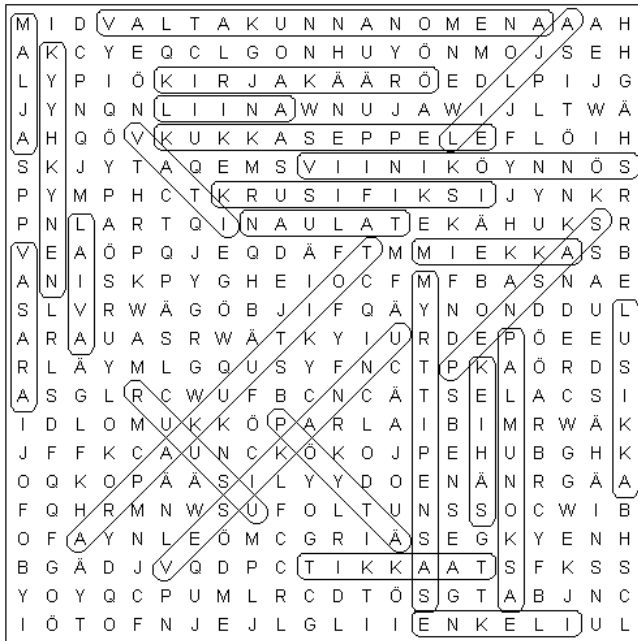 M I D V A L T A K U N N A N O M E N A A A H
A K C Y E Q C L G O N H U Y Ö N M O J S E H
L Y P I Ö K I R J A K Ä Ä R Ö E D L P I J G
J Y N Q N L I I N A W N U J A W I J L T W Ä
A H Q Ö V K U K K A S E P P E L E F L Ö I H
S K J Y T A Q E M S V I I N I K Ö Y N N Ö S
P Y M P H C T K R U S I F I K S I J Y N K R
P N L A R T Q I N A U L A T E K Ä H U K S R
V E A Ö P Q J E Q D Ä F T M M I E K K A S B
A N I S K P Y G H E I O C F M F B A S N A E
S L V R W Ä G Ö B J I F Q Ä Y N O N D D U L
A R A U A S R W Ä T K Y I U R D E P Ö E E U
R L Ä Y M L G Q U S Y F N C T P K A Ö R D S
A S G L R C W U F B C N C Ä T S E L A C S I
I D L O M U K K Ö P A R L A I B I M R W Ä K
J F F K C A U N C K Ö K O J P E H U B G H K
O Q K O P Ä Ä S I L Y Y D O E N Ä N R G Ä A
F Q H R M N W S U F O L T U N S S O C W I B
O F A Y N L E Ö M C G R I Ä S E G K Y E N H
B G Ä D J V Q D P C T I K K A A T S F K S S
Y O Y Q C P U M L R C D T Ö S G T A B J N C
I Ö T O F N J E J L G L I I E N K E L I U L